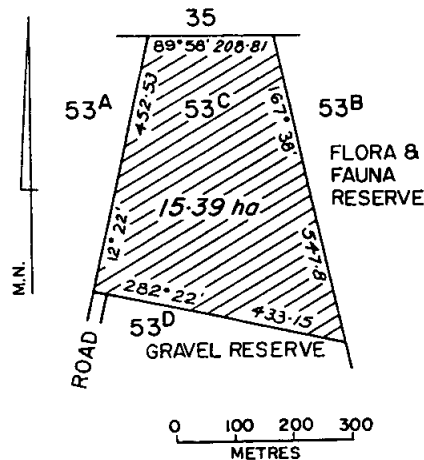 35
89° 58' 208·81
53A
452·53
53C
167° 38'
53B
FLORA &
FAUNA
RESERVE
15·39 ha
12° 22'
547·8
M.N.
282° 22'
433·15
53D
GRAVEL RESERVE
ROAD
0 100 200 300
METRES